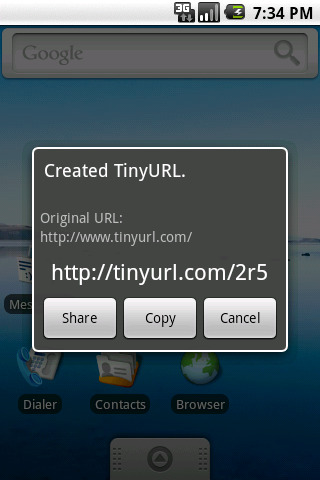 3G 7:34 PM
Google
Created TinyURL.
Original URL:
http://www.tinyurl.com/
http://tinyurl.com/2r5
Share Copy Cancel
Mes
Dialer Contacts Browser